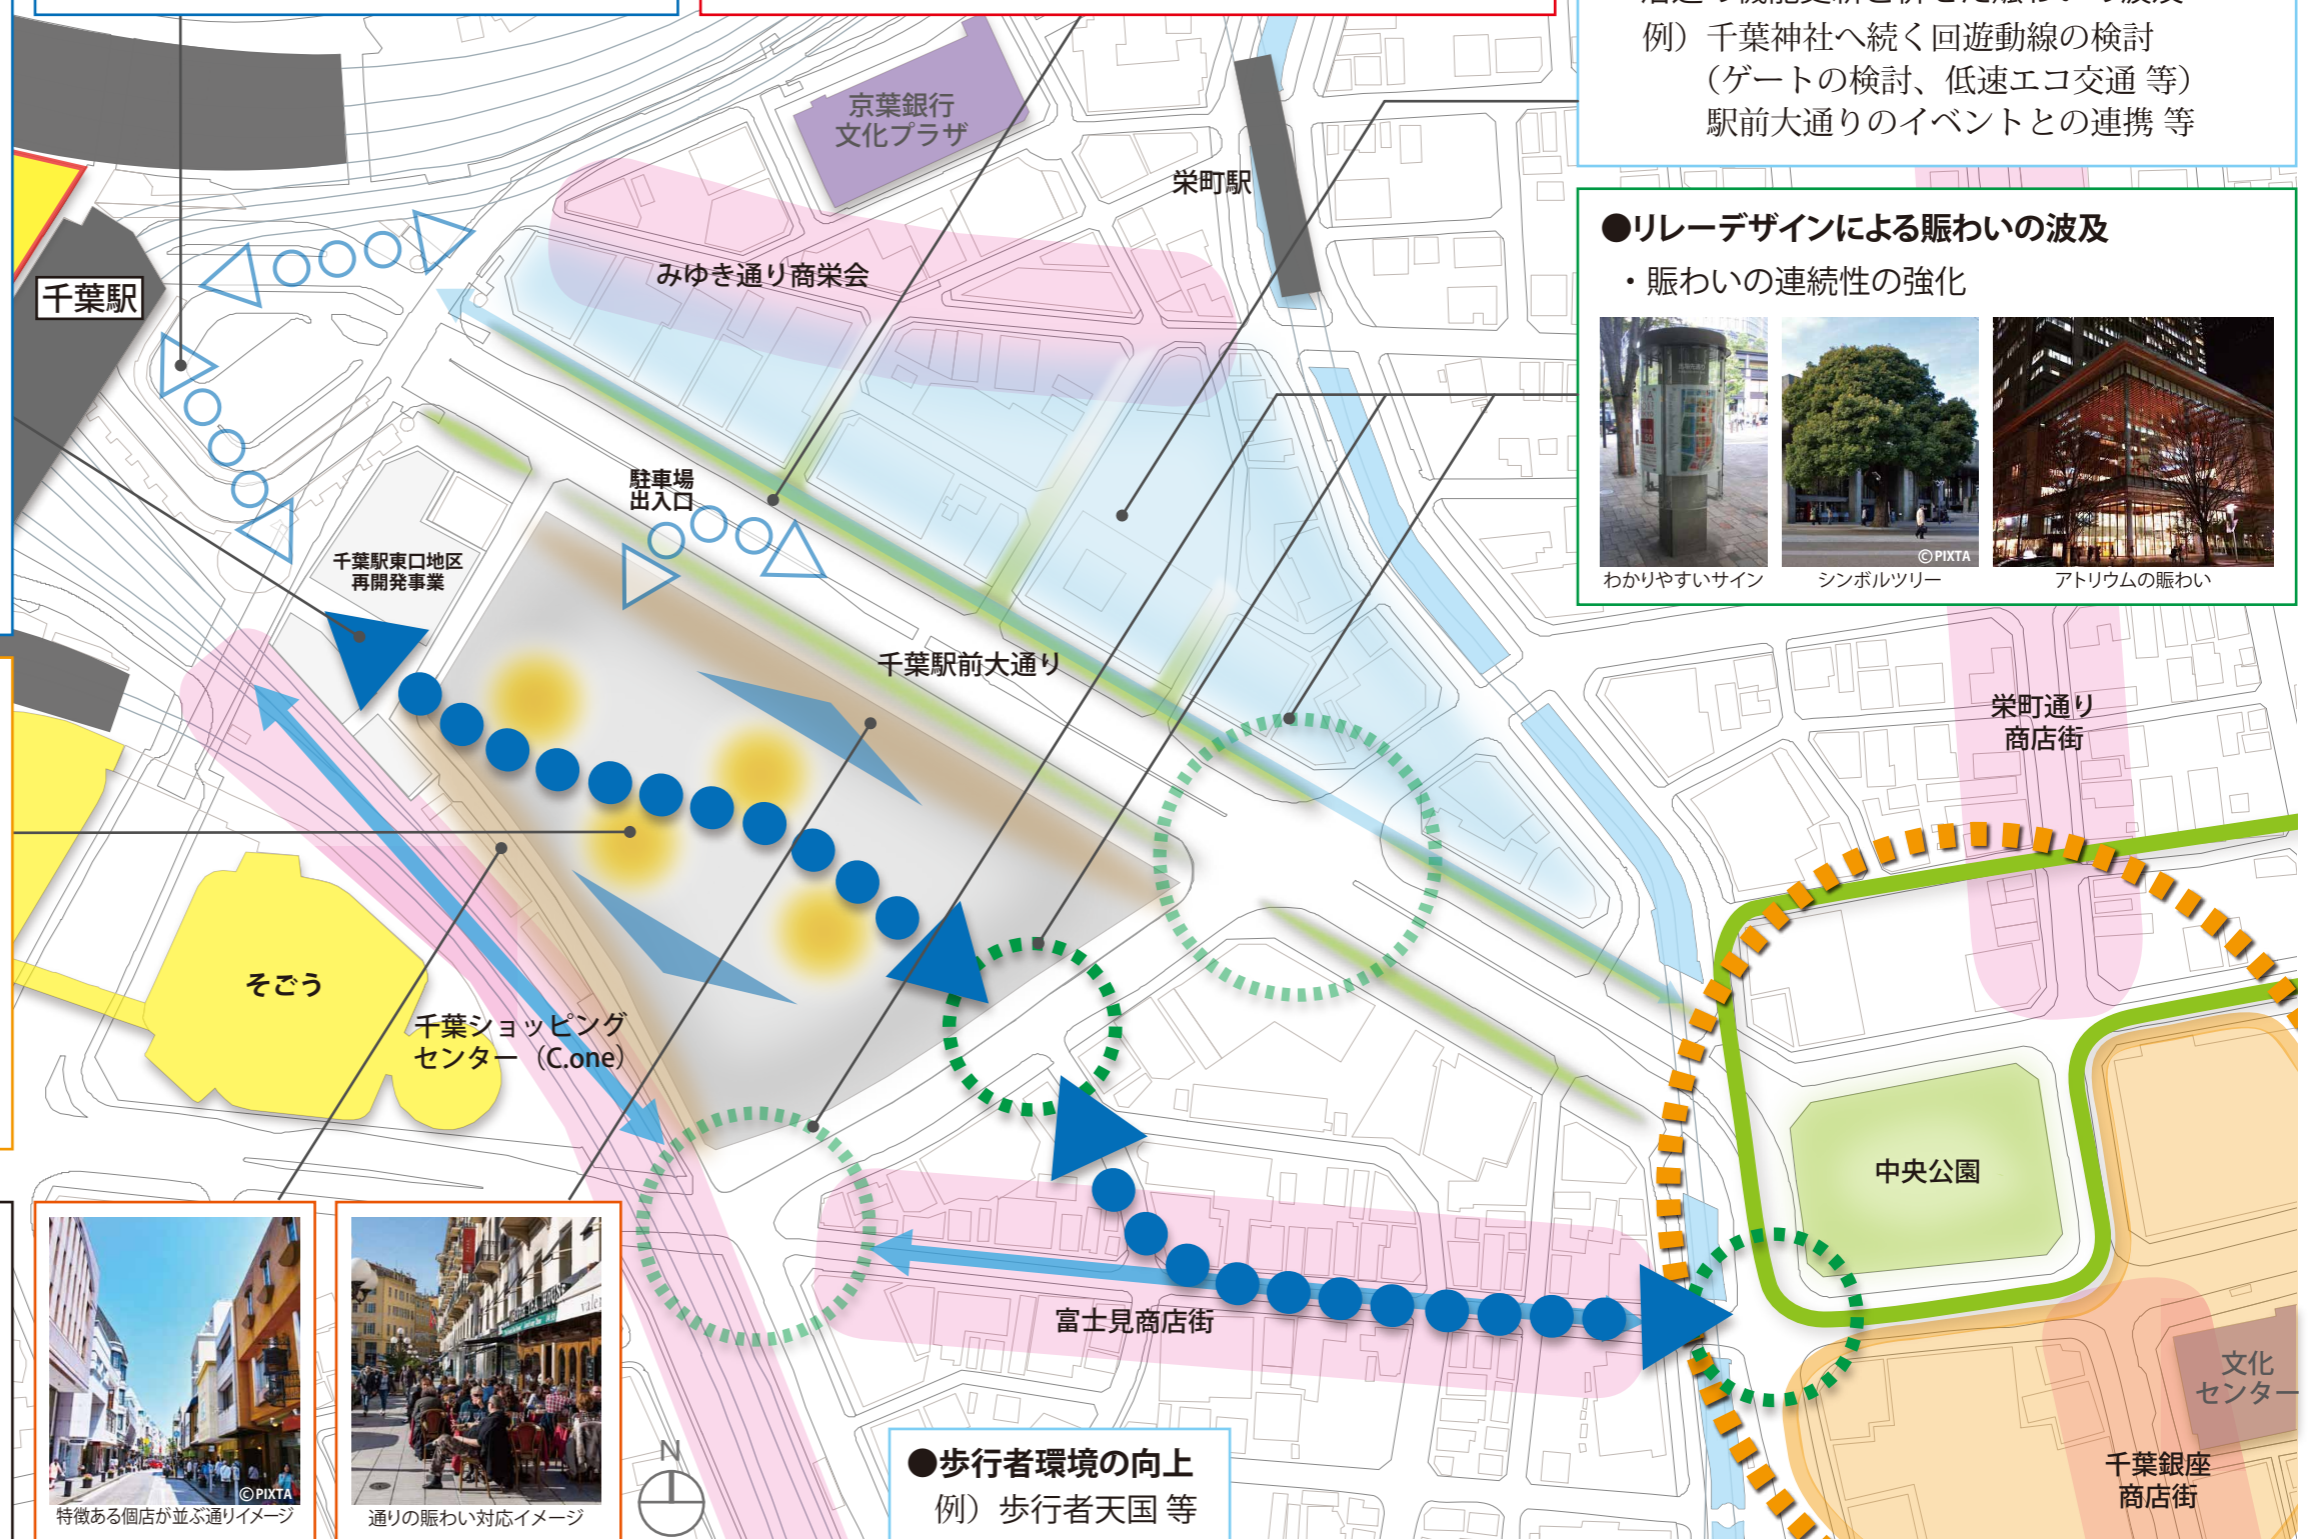 例）千葉神社へ続く回遊動線の検討
（ゲートの検討、低速エコ交通 等）
駅前大通りのイベントとの連携 等
京葉銀行
文化プラザ
栄町駅
●リレーデザインによる賑わいの波及
・賑わいの連続性の強化
©PIXTA
わかりやすいサイン
シンボルツリー
アトリウムの賑わい
みゆき通り商栄会
千葉駅
駐車場
出入口
千葉駅東口地区
再開発事業
千葉駅前大通り
栄町通り
商店街
そごう
千葉ショッピング
センター（C.one）
中央公園
富士見商店街
文化
センター
千葉銀座
商店街
©PIXTA
特徴ある個店が並ぶ通りイメージ
通りの賑わい対応イメージ
N
●歩行者環境の向上
例）歩行者天国 等